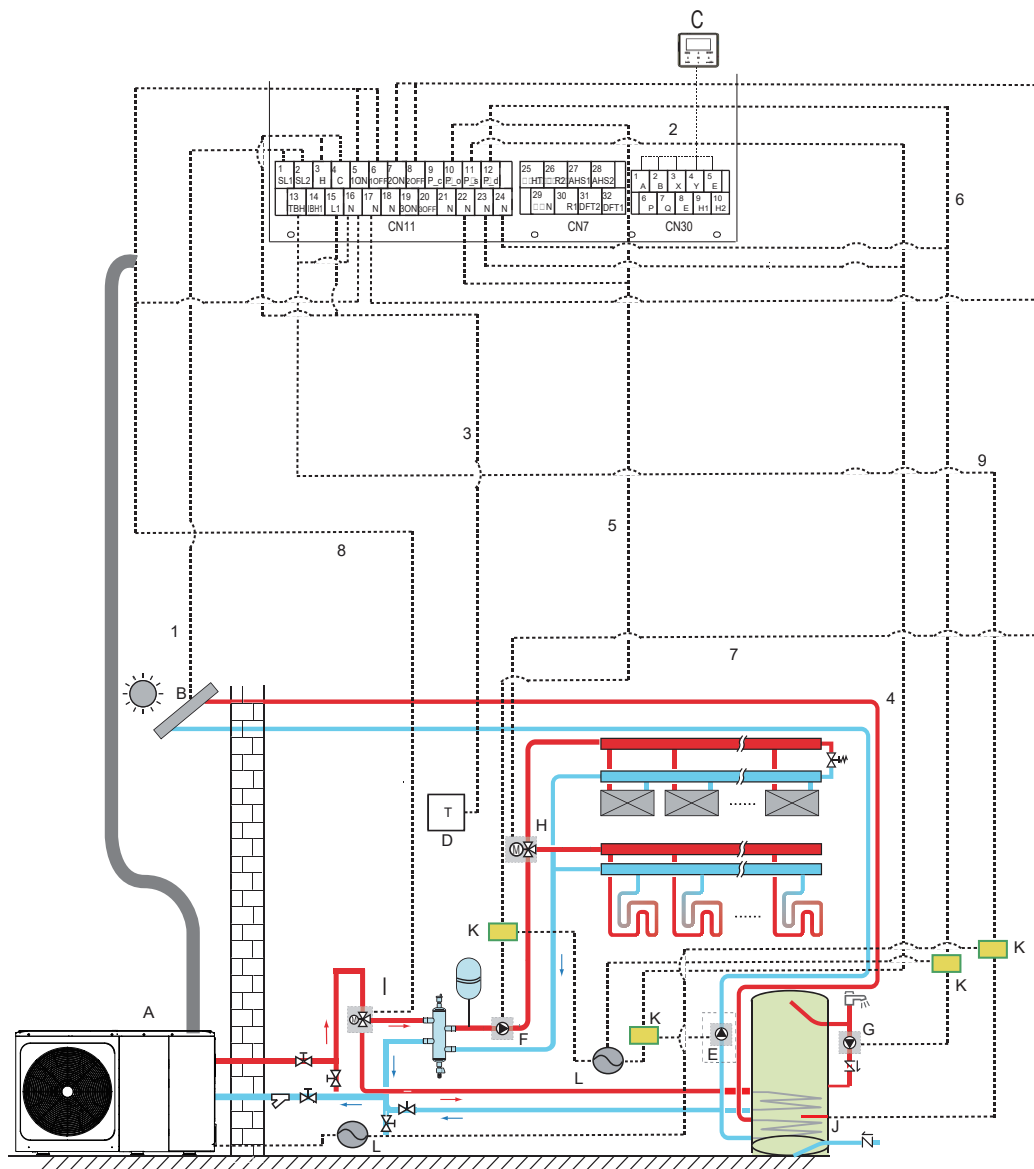 C
2
6
1 2 3 4 5 6 7 8 9 10 11 12
SL1 SL2 H C 1ON 1OFF 2ON 2OFF P_c P_o P_s P_d
13 14 15 16 17 18 19 20 21 22 23 24
TBH IBH1 L1 N N N 3ON 3OFF N N N N
CN11
25 26 27 28
HT R2 AHS1 AHS2
29 30 31 32
N R1 DFT2 DFT1
CN7
1 2 3 4 5
A B X Y E
6 7 8 9 10
P Q E H1 H2
CN30
3
9
5
8
1
7
B
4
T
D
H
M
K
K
K
I
M
A
F
K
G
E
L
J
L